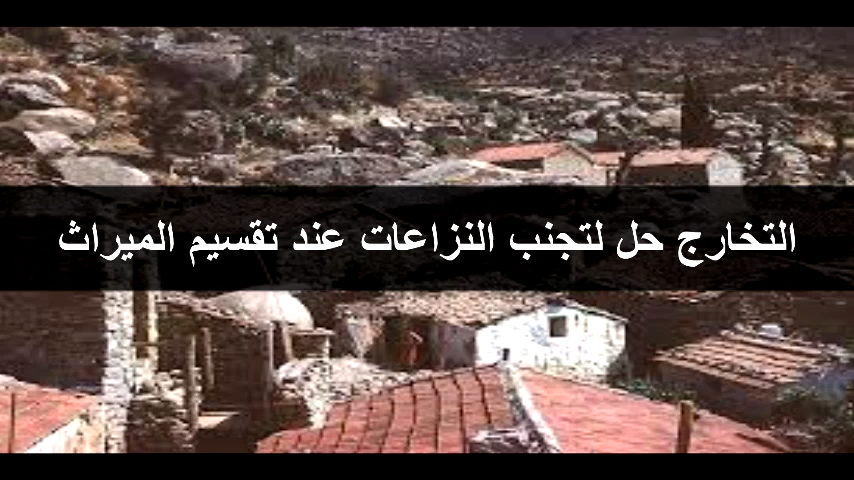 التخارج حل لتجنب النزاعات عند تقسيم الميراث